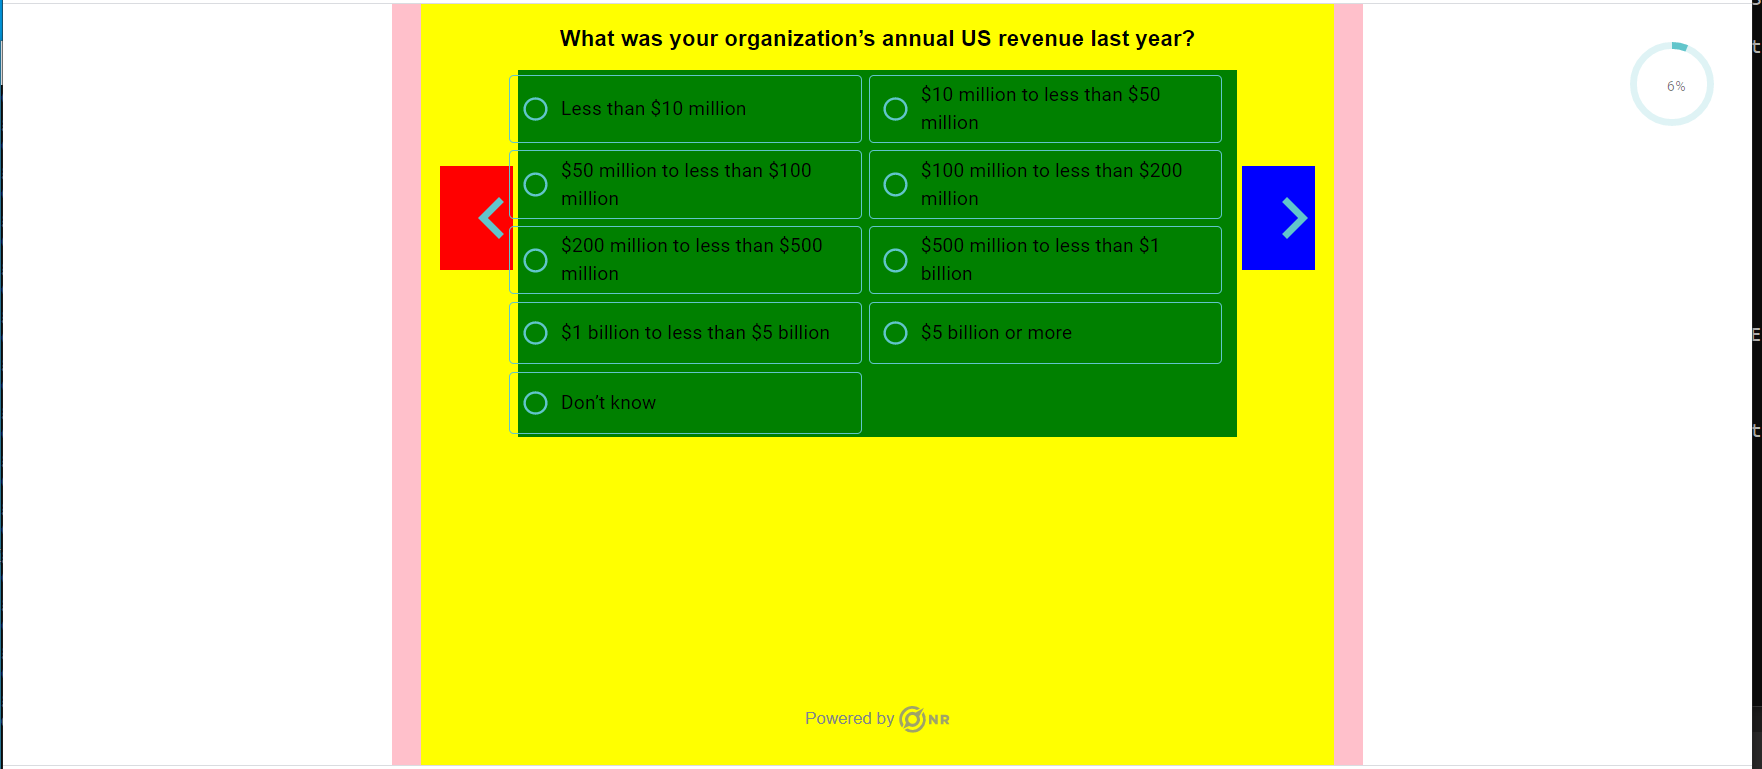 What was your organization’s annual US revenue last year?
6%
Less than $10 million
$10 million to less than $50
million
$50 million to less than $100
million
$100 million to less than $200
million
$200 million to less than $500
million
$500 million to less than $1
billion
$1 billion to less than $5 billion
$5 billion or more
Don’t know
Powered by NR